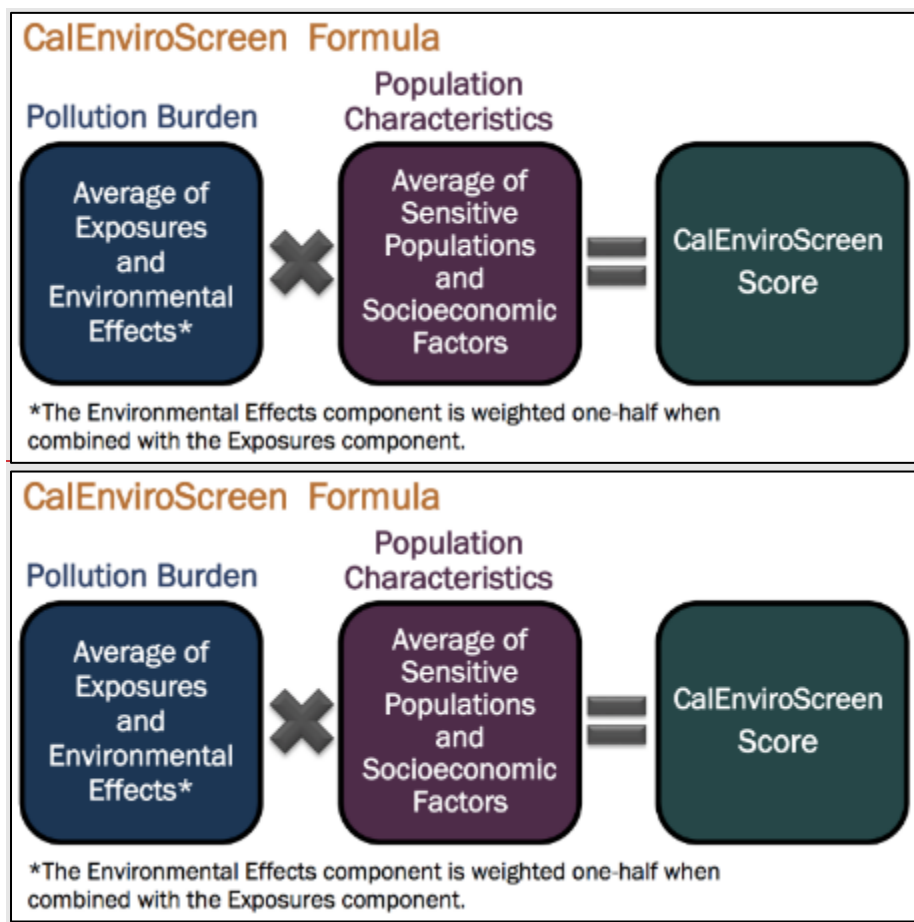 CalEnviroScreen Formula
Pollution Burden
Population
Characteristics
Average of
Exposures
and
Environmental
Effects*
Average of
Sensitive
Populations
and
Socioeconomic
Factors
CalEnviroScreen
Score
*The Environmental Effects component is weighted one-half when
combined with the Exposures component.
CalEnviroScreen Formula
Pollution Burden
Population
Characteristics
Average of
Exposures
and
Environmental
Effects*
Average of
Sensitive
Populations
and
Socioeconomic
Factors
CalEnviroScreen
Score
*The Environmental Effects component is weighted one-half when
combined with the Exposures component.